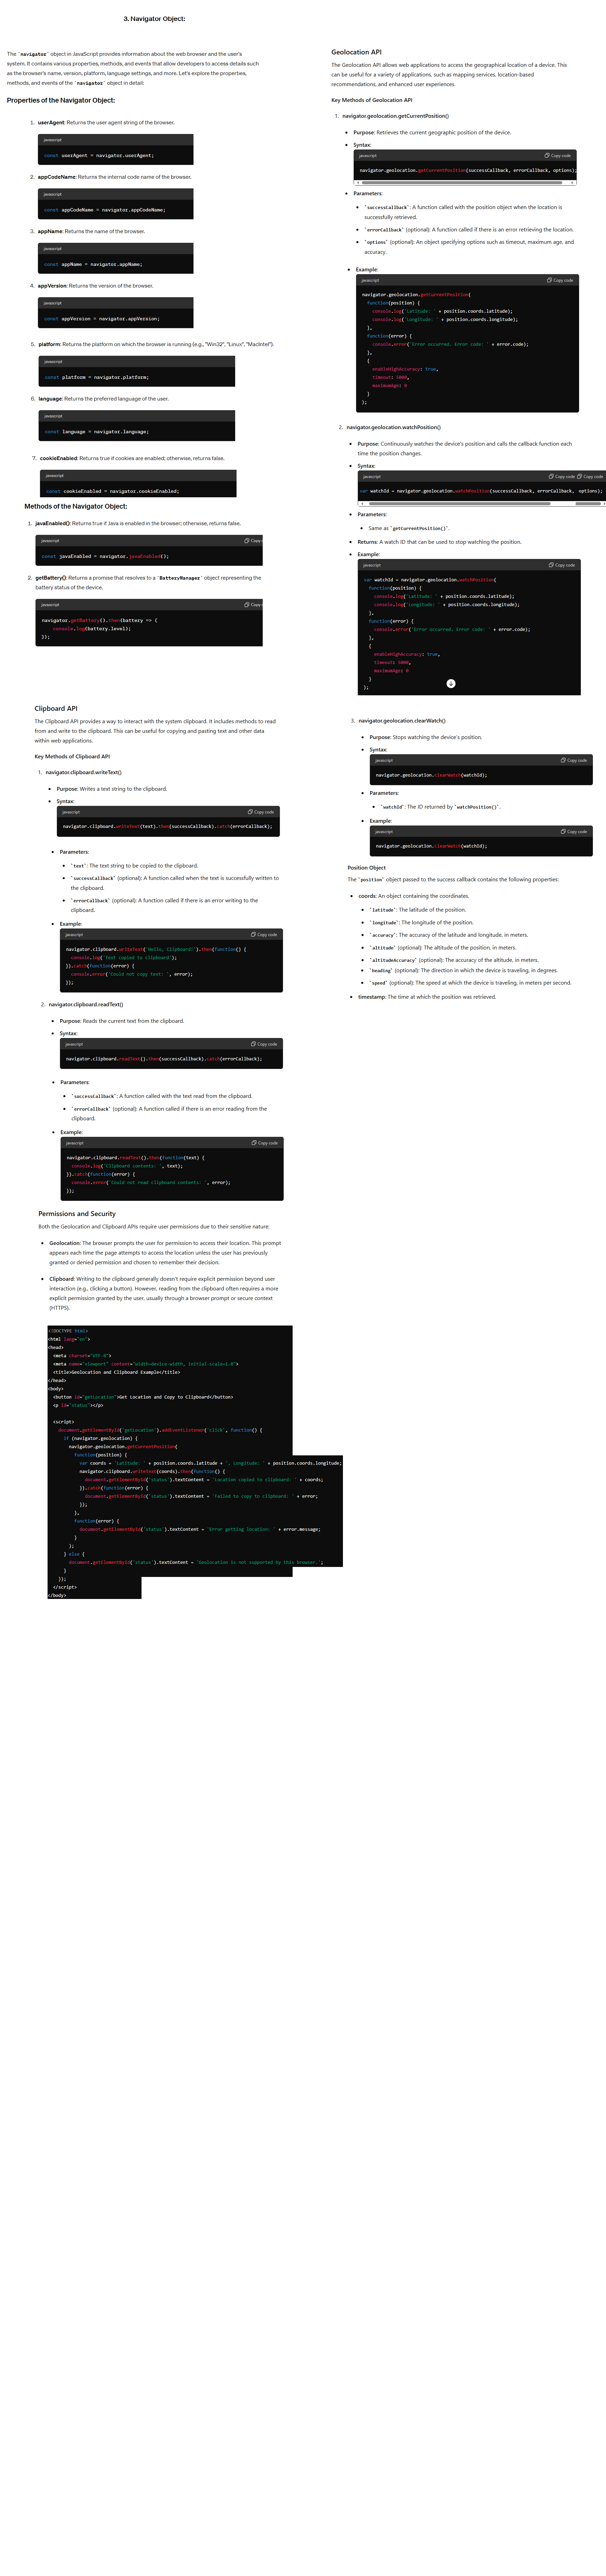 3. Navigator Object:
The `navigator` object in JavaScript provides information about the web browser and the user's
system. It contains various properties, methods, and events that allow developers to access details such
as the browser's name, version, platform, language settings, and more. Let's explore the properties,
methods, and events of the `navigator` object in detail:
Properties of the Navigator Object:
1. userAgent: Returns the user agent string of the browser.
javascript
const userAgent = navigator.userAgent;
2. appCodeName: Returns the internal code name of the browser.
javascript
const appCodeName = navigator.appCodeName;
3. appName: Returns the name of the browser.
javascript
const appName = navigator.appName;
4. appVersion: Returns the version of the browser.
javascript
const appVersion = navigator.appVersion;
5. platform: Returns the platform on which the browser is running (e.g., "Win32", "Linux", "MacIntel").
javascript
const platform = navigator.platform;
6. language: Returns the preferred language of the user.
javascript
const language = navigator.language;
7. cookieEnabled: Returns true if cookies are enabled; otherwise, returns false.
javascript
const cookieEnabled = navigator.cookieEnabled;
Methods of the Navigator Object:
1. javaEnabled(): Returns true if Java is enabled in the browser; otherwise, returns false.
javascript Copy
const javaEnabled = navigator.javaEnabled();
2. getBattery(): Returns a promise that resolves to a `BatteryManager` object representing the
battery status of the device.
javascript Copy
navigator.getBattery().then(battery => {
console.log(battery.level);
});
Geolocation API
The Geolocation API allows web applications to access the geographical location of a device. This
can be useful for a variety of applications, such as mapping services, location-based
recommendations, and enhanced user experiences.
Key Methods of Geolocation API
1. navigator.geolocation.getCurrentPosition()
• Purpose: Retrieves the current geographic position of the device.
• Syntax:
javascript Copy code
navigator.geolocation.getCurrentPosition(successCallback, errorCallback, options);
• Parameters:
• `successCallback`: A function called with the position object when the location is
successfully retrieved.
• `errorCallback` (optional): A function called if there is an error retrieving the location.
• `options` (optional): An object specifying options such as timeout, maximum age, and
accuracy.
• Example:
javascript Copy code
navigator.geolocation.getCurrentPosition(
function(position) {
console.log('Latitude: ' + position.coords.latitude);
console.log('Longitude: ' + position.coords.longitude);
},
function(error) {
console.error('Error occurred. Error code: ' + error.code);
},
{
enableHighAccuracy: true,
timeout: 5000,
maximumAge: 0
}
);
2. navigator.geolocation.watchPosition()
• Purpose: Continuously watches the device's position and calls the callback function each
time the position changes.
• Syntax:
javascript Copy code Copy code
var watchId = navigator.geolocation.watchPosition(successCallback, errorCallback, options);
• Parameters:
• Same as `getCurrentPosition()`.
• Returns: A watch ID that can be used to stop watching the position.
• Example:
javascript Copy code
var watchId = navigator.geolocation.watchPosition(
function(position) {
console.log('Latitude: ' + position.coords.latitude);
console.log('Longitude: ' + position.coords.longitude);
},
function(error) {
console.error('Error occurred. Error code: ' + error.code);
},
{
enableHighAccuracy: true,
timeout: 5000,
maximumAge: 0
}
);
3. navigator.geolocation.clearWatch()
• Purpose: Stops watching the device's position.
• Syntax:
javascript Copy code
navigator.geolocation.clearWatch(watchId);
• Parameters:
• `watchId`: The ID returned by `watchPosition()`.
• Example:
javascript Copy code
navigator.geolocation.clearWatch(watchId);
Position Object
The `position` object passed to the success callback contains the following properties:
• coords: An object containing the coordinates.
• `latitude`: The latitude of the position.
• `longitude`: The longitude of the position.
• `accuracy`: The accuracy of the latitude and longitude, in meters.
• `altitude` (optional): The altitude of the position, in meters.
• `altitudeAccuracy` (optional): The accuracy of the altitude, in meters.
• `heading` (optional): The direction in which the device is traveling, in degrees.
• `speed` (optional): The speed at which the device is traveling, in meters per second.
• timestamp: The time at which the position was retrieved.
Clipboard API
The Clipboard API provides a way to interact with the system clipboard. It includes methods to read
from and write to the clipboard. This can be useful for copying and pasting text and other data
within web applications.
Key Methods of Clipboard API
1. navigator.clipboard.writeText()
• Purpose: Writes a text string to the clipboard.
• Syntax:
javascript Copy code
navigator.clipboard.writeText(text).then(successCallback).catch(errorCallback);
• Parameters:
• `text`: The text string to be copied to the clipboard.
• `successCallback` (optional): A function called when the text is successfully written to
the clipboard.
• `errorCallback` (optional): A function called if there is an error writing to the
clipboard.
• Example:
javascript Copy code
navigator.clipboard.writeText('Hello, Clipboard!').then(function() {
console.log('Text copied to clipboard');
}).catch(function(error) {
console.error('Could not copy text: ', error);
});
2. navigator.clipboard.readText()
• Purpose: Reads the current text from the clipboard.
• Syntax:
javascript Copy code
navigator.clipboard.readText().then(successCallback).catch(errorCallback);
• Parameters:
• `successCallback`: A function called with the text read from the clipboard.
• `errorCallback` (optional): A function called if there is an error reading from the
clipboard.
• Example:
javascript Copy code
navigator.clipboard.readText().then(function(text) {
console.log('Clipboard contents: ', text);
}).catch(function(error) {
console.error('Could not read clipboard contents: ', error);
});
Permissions and Security
Both the Geolocation and Clipboard APIs require user permissions due to their sensitive nature:
• Geolocation: The browser prompts the user for permission to access their location. This prompt
appears each time the page attempts to access the location unless the user has previously
granted or denied permission and chosen to remember their decision.
• Clipboard: Writing to the clipboard generally doesn't require explicit permission beyond user
interaction (e.g., clicking a button). However, reading from the clipboard often requires a more
explicit permission granted by the user, usually through a browser prompt or secure context
(HTTPS).
<!DOCTYPE html>
<html lang="en">
<head>
<meta charset="UTF-8">
<meta name="viewport" content="width=device-width, initial-scale=1.0">
<title>Geolocation and Clipboard Example</title>
</head>
<body>
<button id="getLocation">Get Location and Copy to Clipboard</button>
<p id="status"></p>
<script>
document.getElementById('getLocation').addEventListener('click', function() {
if (navigator.geolocation) {
navigator.geolocation.getCurrentPosition(
function(position) {
var coords = 'Latitude: ' + position.coords.latitude + ', Longitude: ' + position.coords.longitude;
navigator.clipboard.writeText(coords).then(function() {
document.getElementById('status').textContent = 'Location copied to clipboard: ' + coords;
}).catch(function(error) {
document.getElementById('status').textContent = 'Failed to copy to clipboard: ' + error;
});
},
function(error) {
document.getElementById('status').textContent = 'Error getting location: ' + error.message;
}
);
} else {
document.getElementById('status').textContent = 'Geolocation is not supported by this browser.';
}
});
</script>
</body>